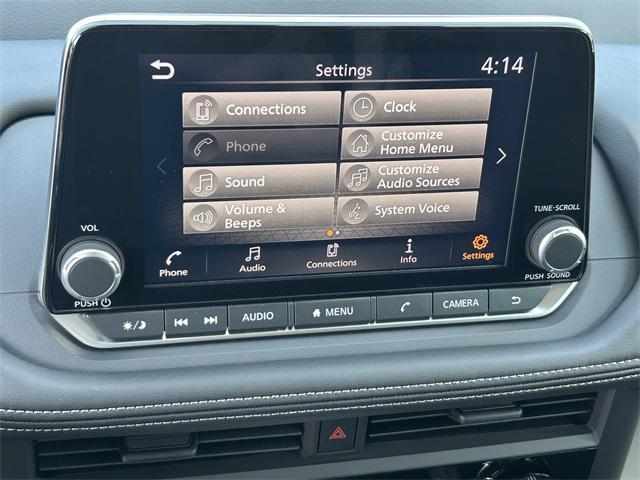 Settings
4:14
Connections
Clock
Phone
Customize
Home Menu
Sound
Customize
Audio Sources
Volume &
Beeps
System Voice
Phone
Audio
Connections
Info
Settings
VOL
PUSH
TUNE·SCROLL
PUSH SOUND
AUDIO
MENU
CAMERA